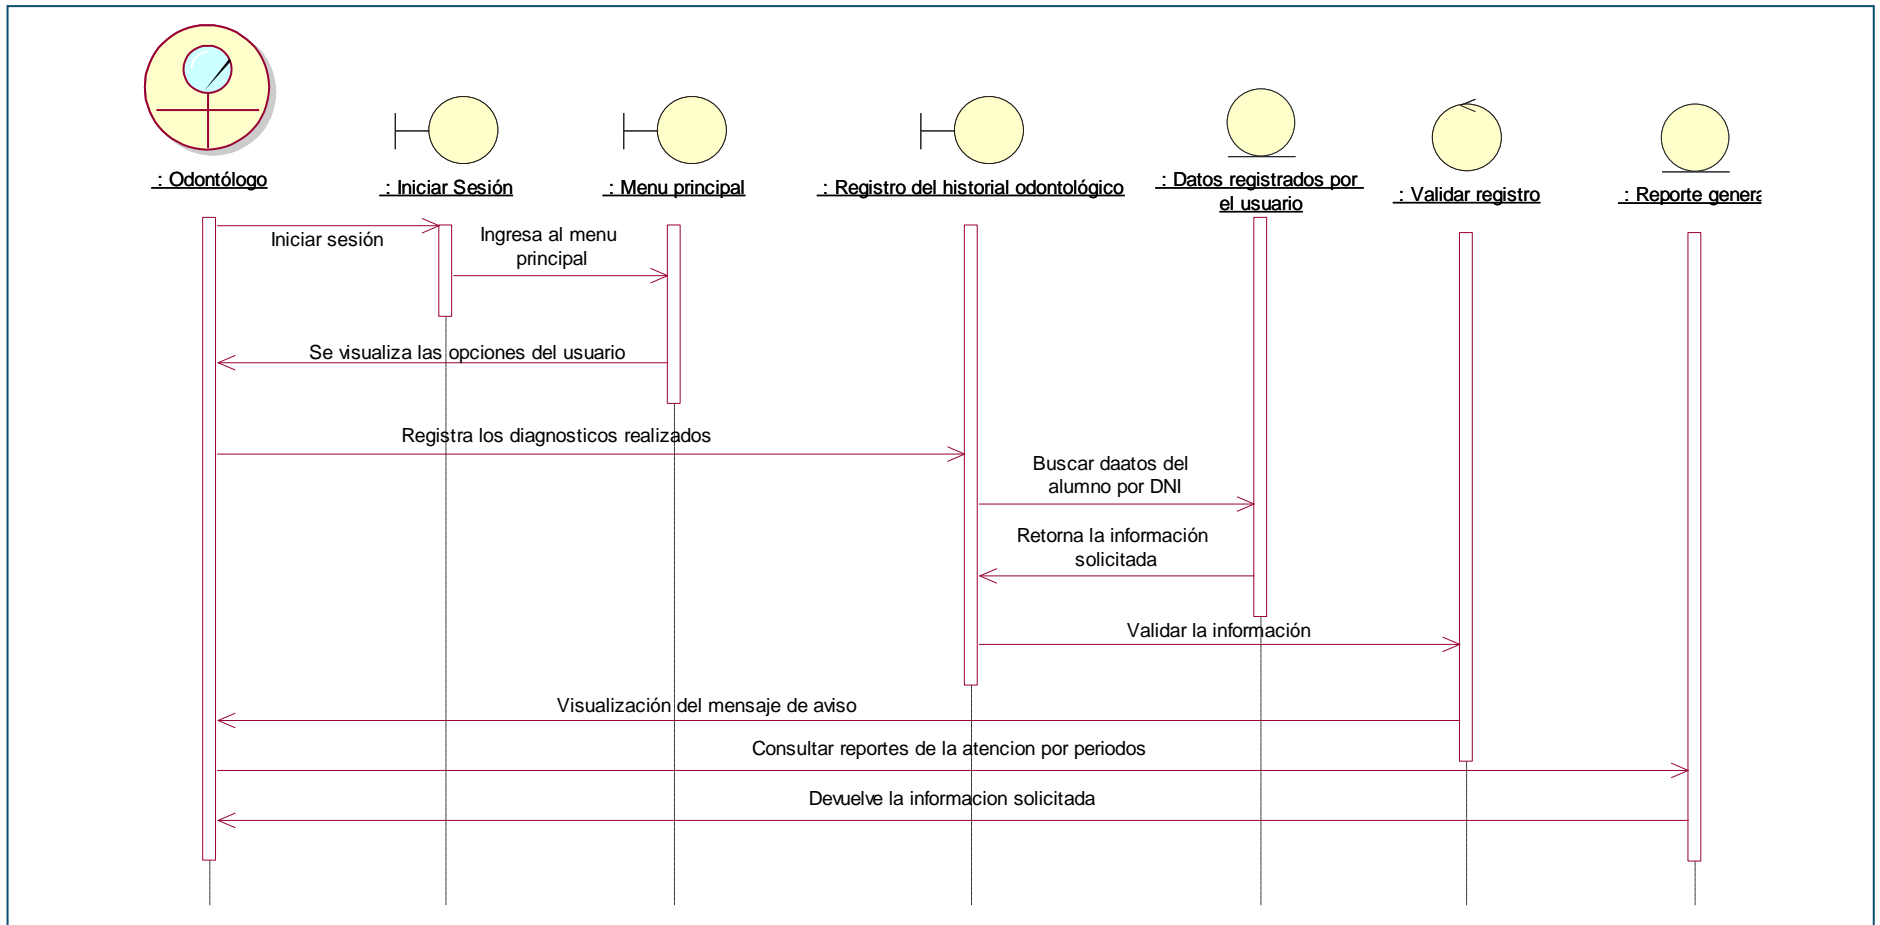 : Odontólogo
: Iniciar Sesión
: Menu principal
: Registro del historial odontológico
: Datos registrados por
el usuario
: Validar registro
: Reporte genera
Iniciar sesión
Ingresa al menu
principal
Se visualiza las opciones del usuario
Registra los diagnosticos realizados
Buscar daatos del
alumno por DNI
Retorna la información
solicitada
Validar la información
Visualización del mensaje de aviso
Consultar reportes de la atencion por periodos
Devuelve la informacion solicitada